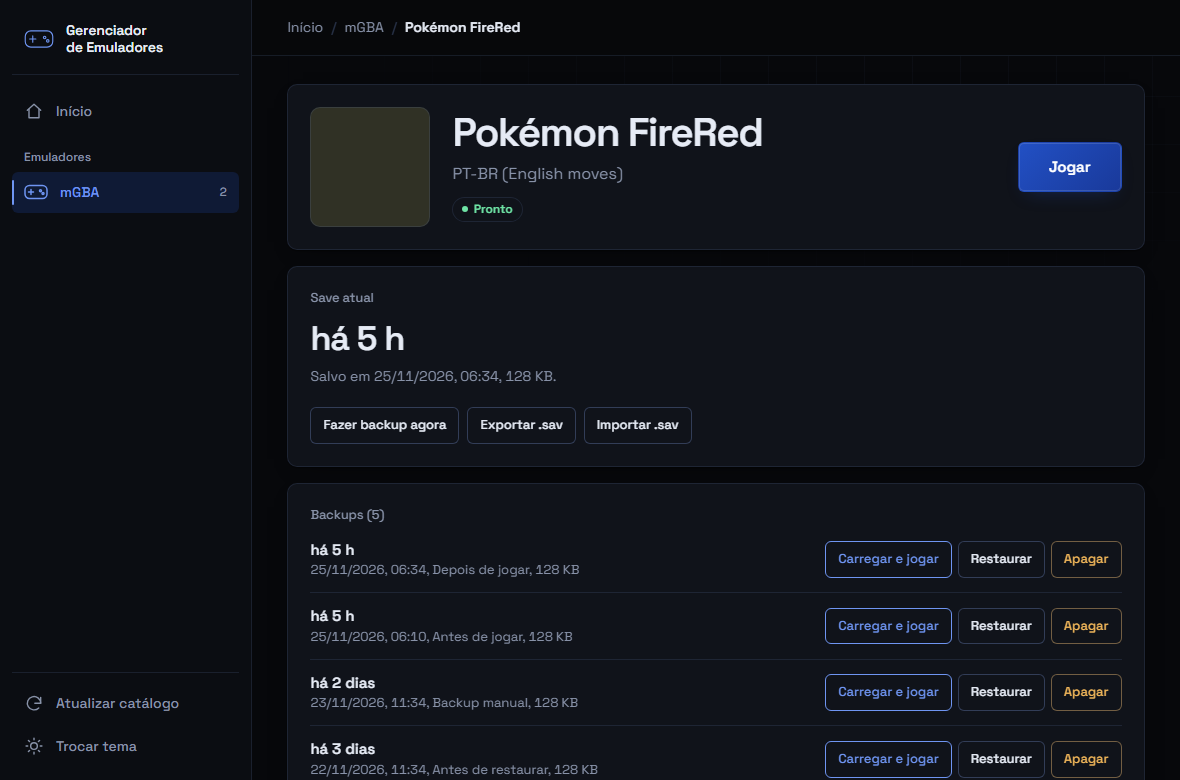 Gerenciador
de Emuladores
Início
Emuladores
mGBA 2
Atualizar catálogo
Trocar tema
Início / mGBA / Pokémon FireRed
Pokémon FireRed
PT-BR (English moves)
Pronto
Jogar
Save atual
há 5 h
Salvo em 25/11/2026, 06:34, 128 KB.
Fazer backup agora
Exportar .sav
Importar .sav
Backups (5)
há 5 h
25/11/2026, 06:34, Depois de jogar, 128 KB
Carregar e jogar
Restaurar
Apagar
há 5 h
25/11/2026, 06:10, Antes de jogar, 128 KB
Carregar e jogar
Restaurar
Apagar
há 2 dias
23/11/2026, 11:34, Backup manual, 128 KB
Carregar e jogar
Restaurar
Apagar
há 3 dias
22/11/2026, 11:34, Antes de restaurar, 128 KB
Carregar e jogar
Restaurar
Apagar